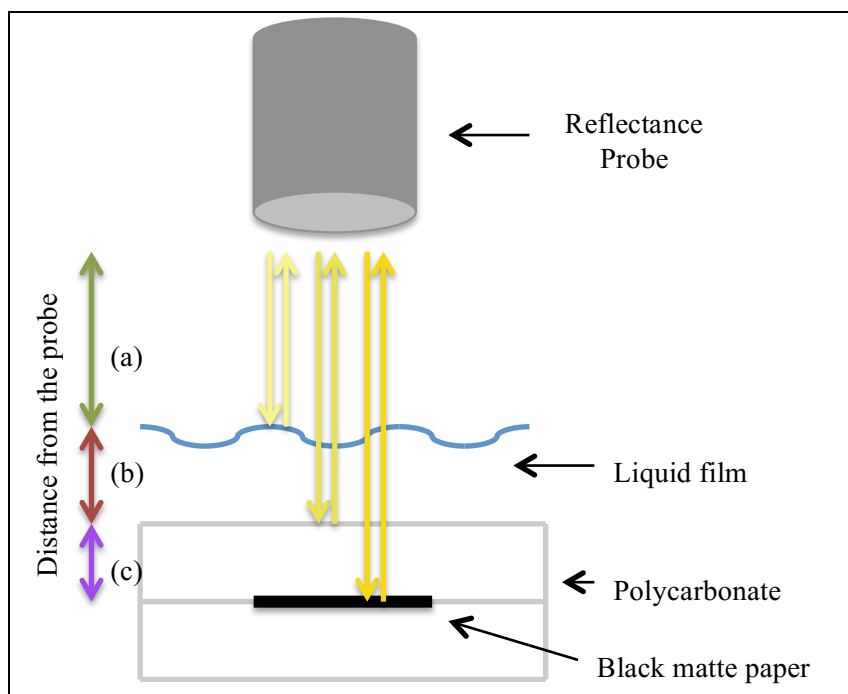 Reflectance
Probe
Distance from the probe
(a)
(b)
(c)
Liquid film
Polycarbonate
Black matte paper